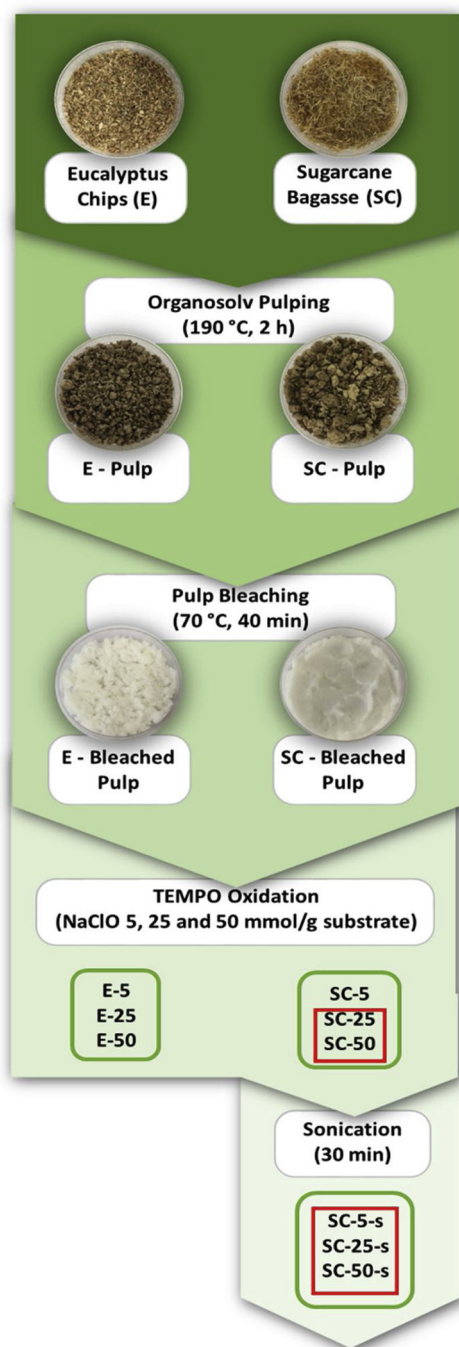 Eucalyptus
Chips (E)
Sugarcane
Bagasse (SC)
Organosolv Pulping
(190 °C, 2 h)
E - Pulp
SC - Pulp
Pulp Bleaching
(70 °C, 40 min)
E - Bleached
Pulp
SC - Bleached
Pulp
TEMPO Oxidation
(NaClO 5, 25 and 50 mmol/g substrate)
E-5
E-25
E-50
SC-5
SC-25
SC-50
Sonication
(30 min)
SC-5-s
SC-25-s
SC-50-s